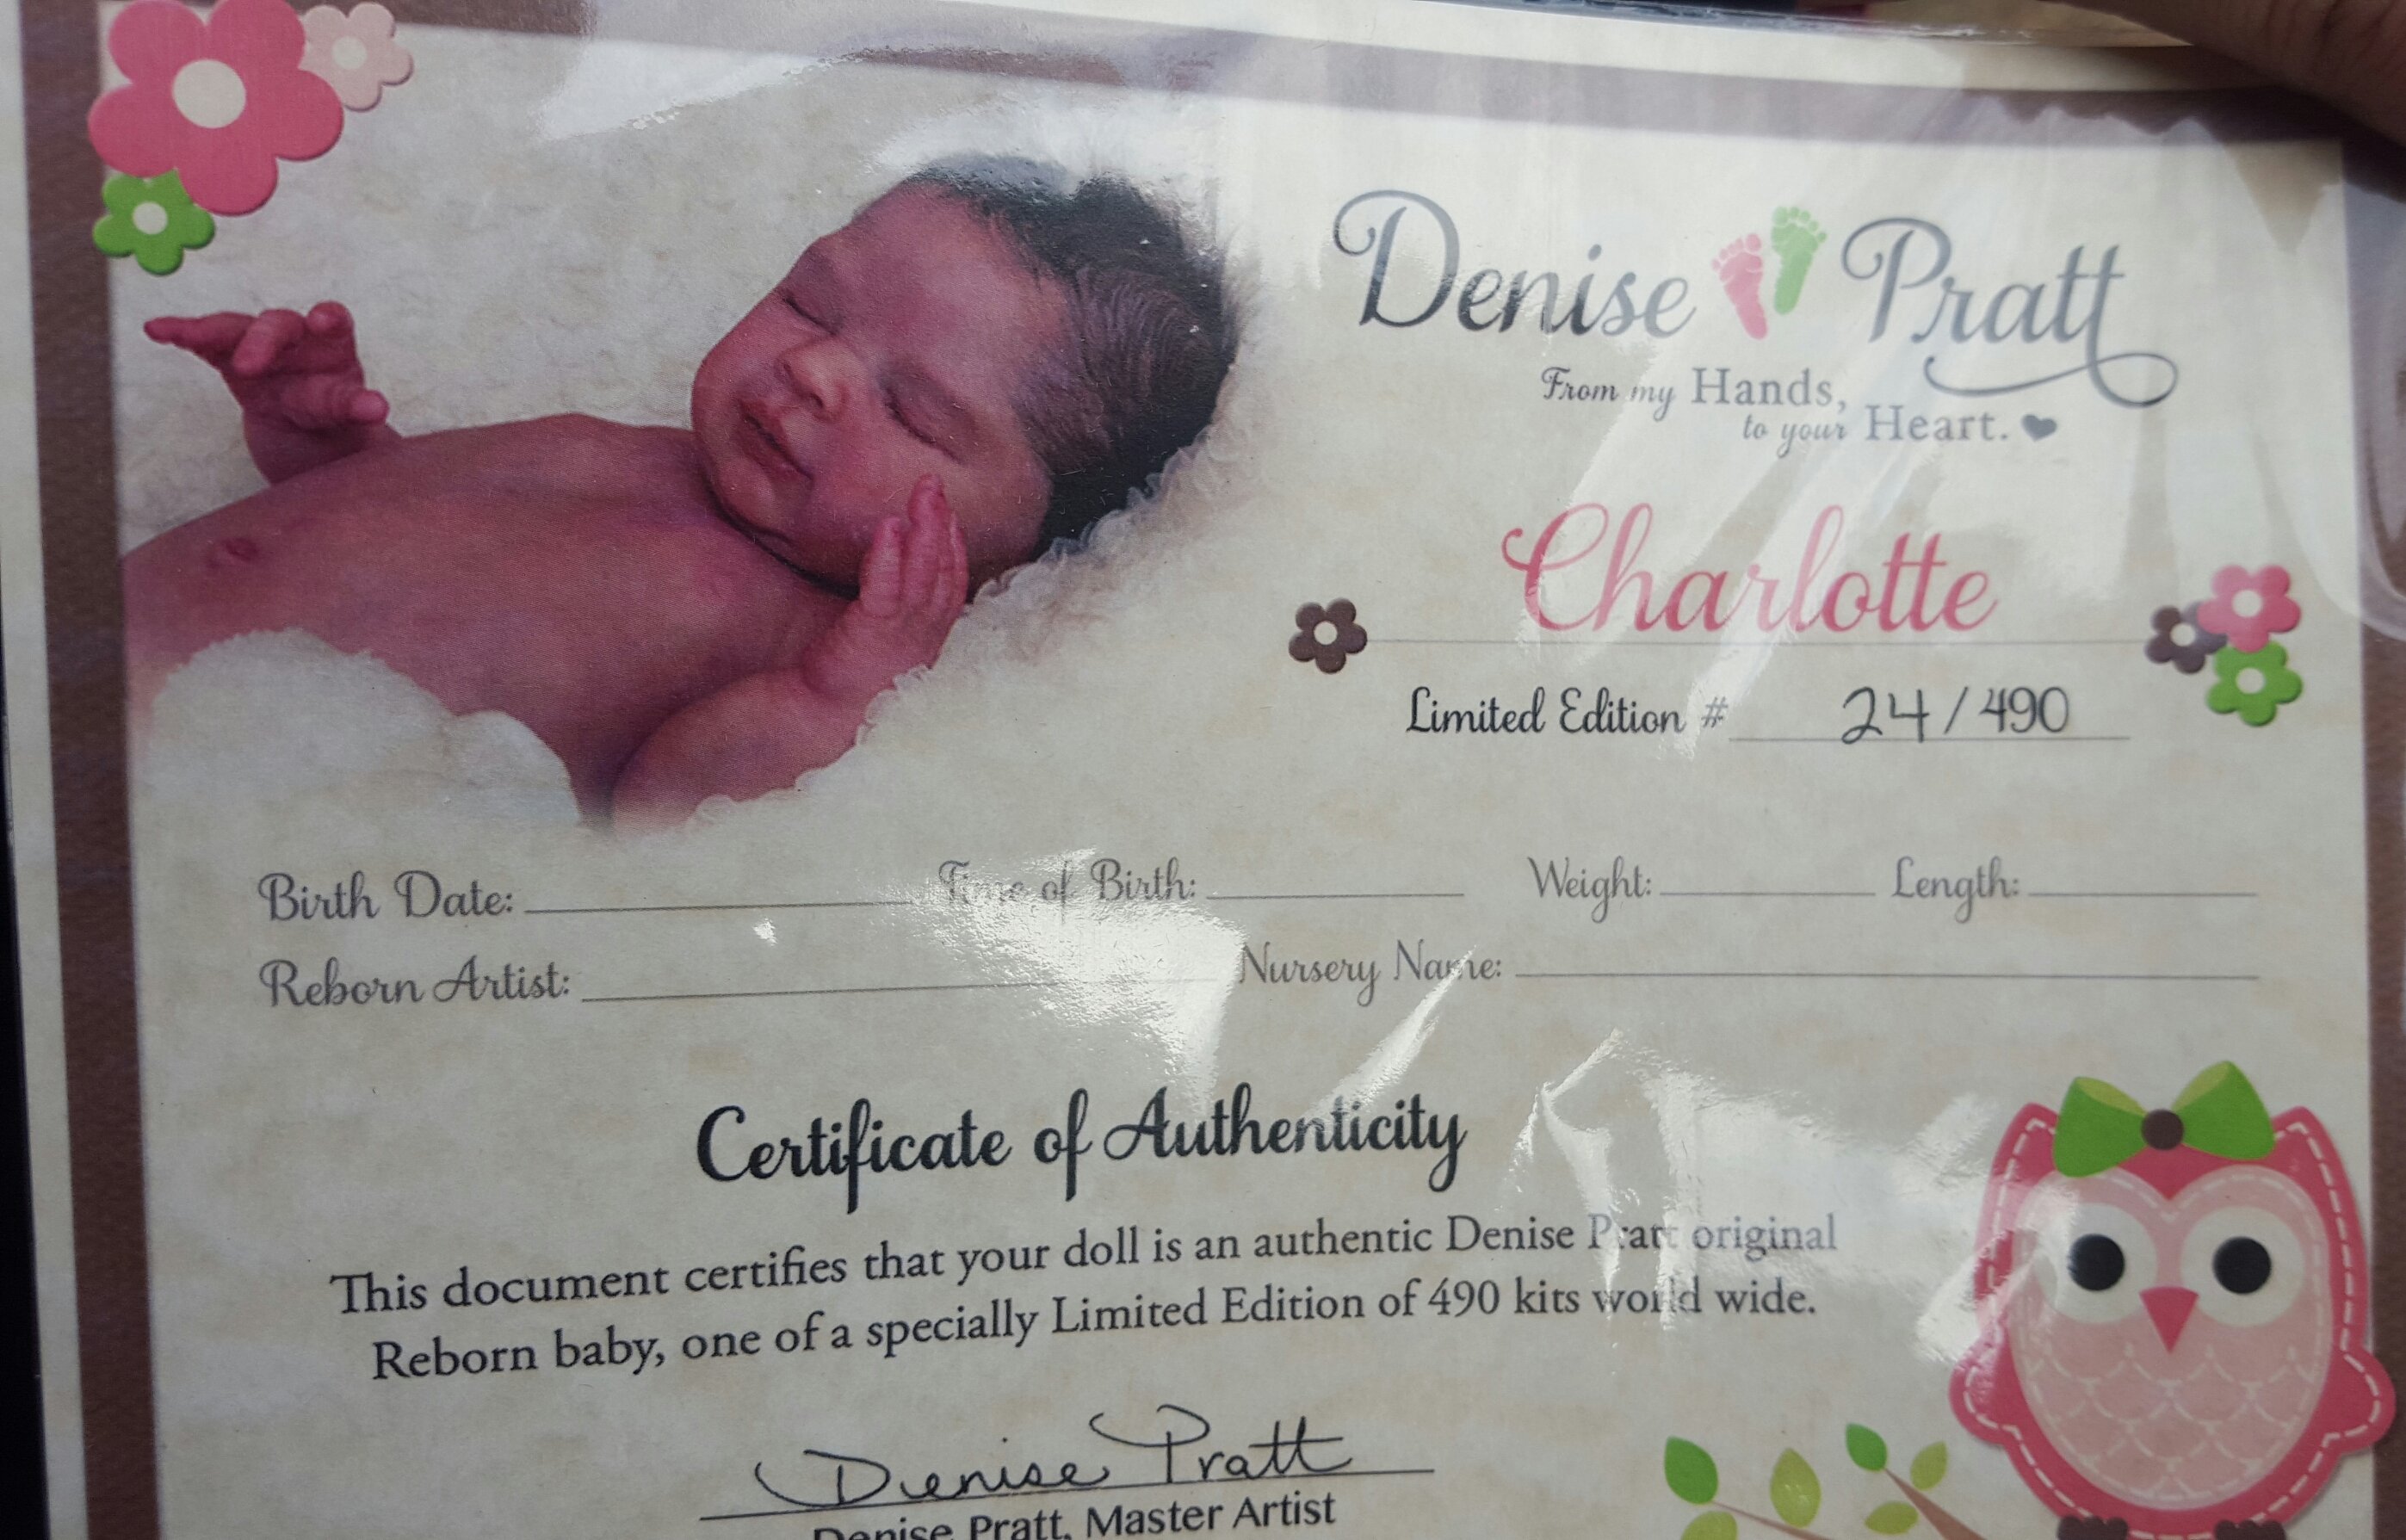 Denise Pratt
From my Hands,
to your Heart.
Charlotte
Limited Edition # 24/490
Birth Date: Time of Birth: Weight: Length:
Reborn Artist: Nursery Name:
Certificate of Authenticity
This document certifies that your doll is an authentic Denise Pratt original
Reborn baby, one of a specially Limited Edition of 490 kits world wide.
Denise Pratt
Denise Pratt, Master Artist